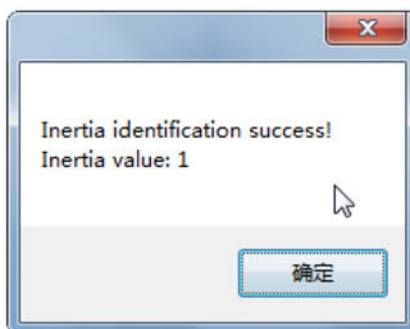 Inertia identification success!
Inertia value: 1
确定